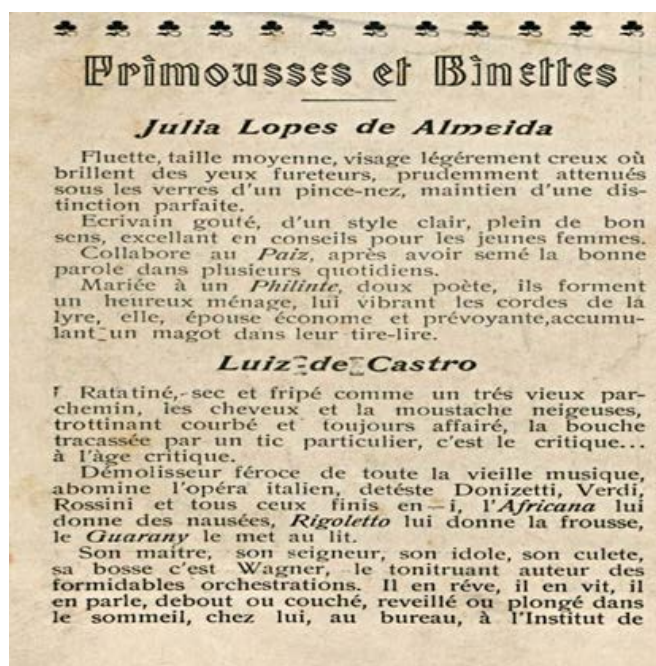 Primousses et Binettes
Julia Lopes de Almeida
Fluette, taille moyenne, visage légérement creux où
brillent des yeux fureteurs, prudemment attenués
sous les verres d'un pince-nez, maintien d'une dis-
tinction parfaite.
Ecrivain gouté, d'un style clair, plein de bon
sens, excellant en conseils pour les jeunes femmes.
Collabore au Paiz, après avoir semé la bonne
parole dans plusieurs quotidiens.
Mariée à un Philinte, doux poète, ils forment
un heureux ménage, lui vibrant les cordes de la
lyre, elle, épouse économe et prévoyante,accumu-
lant un magot dans leur tire-lire.
Luiz de Castro
Ratatiné, sec et fripé comme un trés vieux par-
chemin, les cheveux et la moustache neigeuses,
trottinant courbé et toujours affairé, la bouche
tracassée par un tic particulier, c'est le critique...
à l'àge critique.
Démolisseur féroce de toute la vieille musique,
abomine l'opéra italien, detéste Donizetti, Verdi,
Rossini et tous ceux finis en—i, l'Africana lui
donne des nausées, Rigoletto lui donne la frousse,
le Guarany le met au lit.
Son maitre, son seigneur, son idole, son culete,
sa bosse c'est Wagner, le tonitruant auteur des
formidables orchestrations. Il en réve, il en vit, il
en parle, debout ou couché, reveillé ou plongé dans
le sommeil, chez lui, au bureau, à l'Institut de